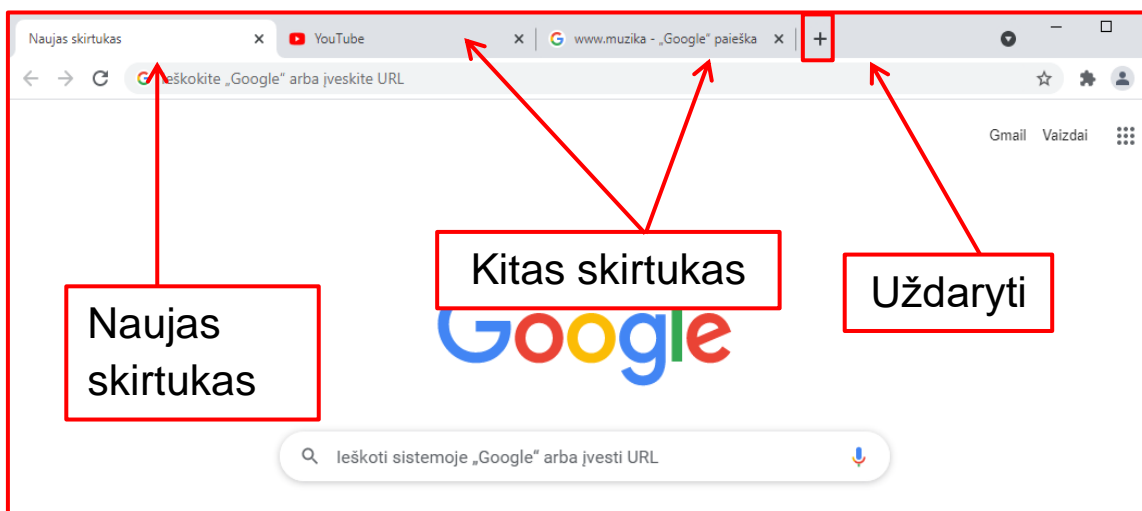 Naujas skirtukas
YouTube
www.muzika - „Google“ paieška
Ieškokite „Google“ arba įveskite URL
Gmail Vaizdai
Kitas skirtukas
Uždaryti
Naujas
skirtukas
Google
Ieškoti sistemoje „Google“ arba įvesti URL